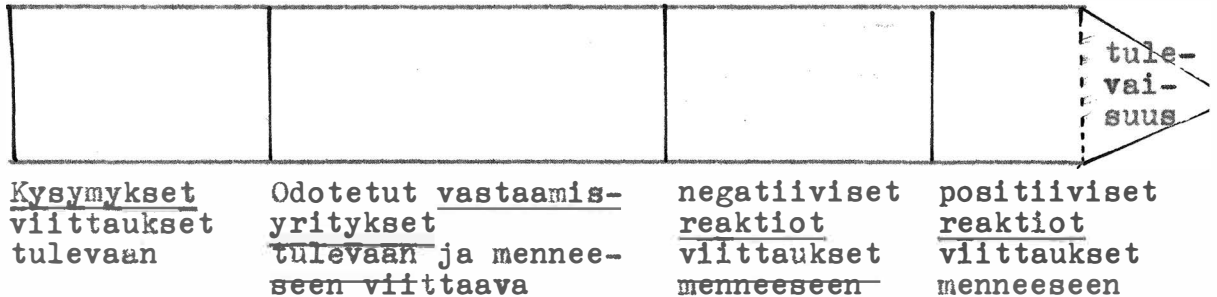 tule-
vai-
suus
Kysymykset
viittaukset
tulevaan
Odotetut vastaamis-
yritykset
tulevaan ja mennee-
seen viittaava
negatiiviset
reaktiot
viittaukset
menneeseen
positiiviset
reaktiot
viittaukset
menneeseen